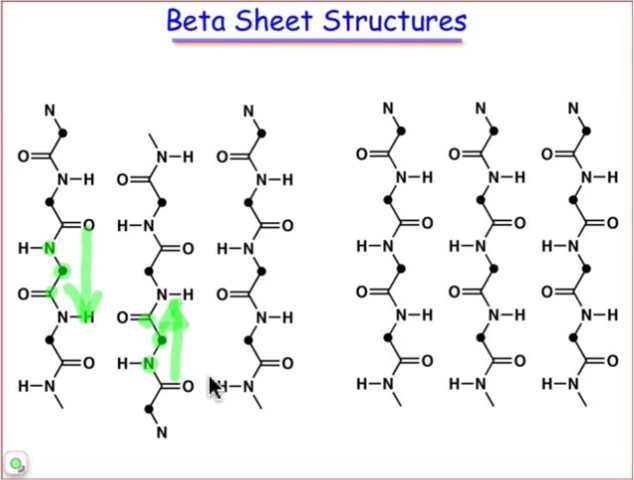 Beta Sheet Structures
N N N N N
O N-H O O O O
N-H O N-H N-H N-H N-H
O H-N O O O O
H-N O H-N H-N H-N H-N
O N-H O O O O
N-H O N-H N-H N-H N-H
O H-N O O O O
H-N O H-N H-N H-N H-N
N